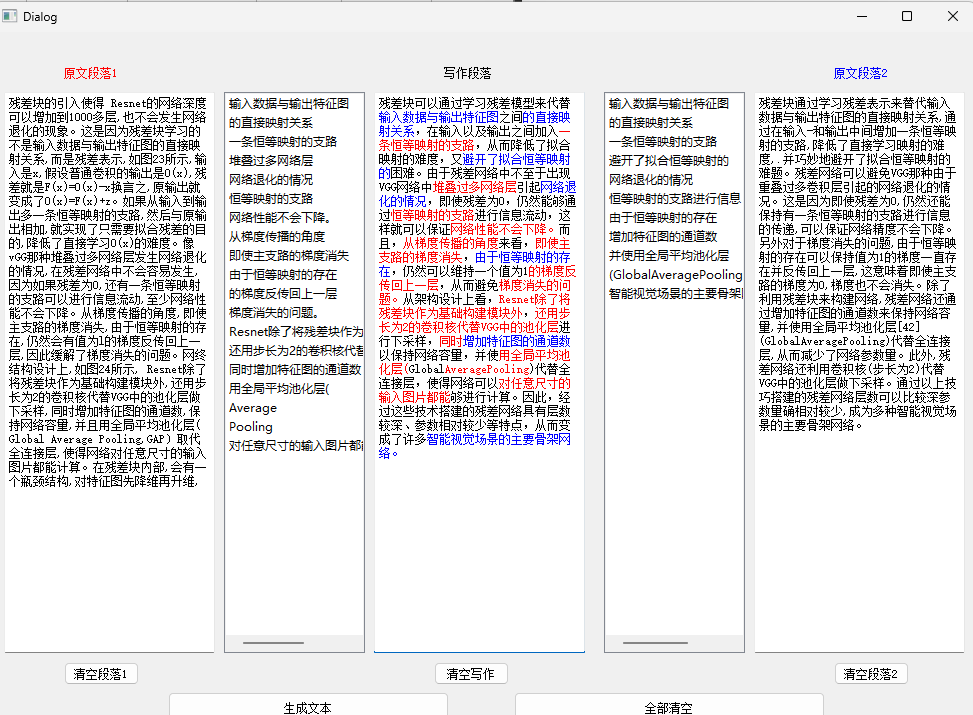 Dialog
原文段落1
写作段落
原文段落2
残差块的引入使得 Resnet的网络深度
可以增加到1000多层,也不会发生网络
退化的现象。这是因为残差块学习的
不是输入数据与输出特征图的直接映
射关系,而是残差表示,如图23所示,输
入是x,假设普通卷积的输出是O(x),残
差就是F(x)=O(x)-x换言之,原输出就
变成了O(x)=F(x)+z。如果从输入到输
出多一条恒等映射的支路,然后与原输
出相加,就实现了只需要拟合残差的目
的,降低了直接学习O(x)的难度。像
vGG那种堆叠过多网络层发生网络退化
的情况,在残差网络中不会容易发生,
因为如果残差为0,还有一条恒等映射
的支路可以进行信息流动,至少网络性
能不会下降。从梯度传播的角度,即使
主支路的梯度消失,由于恒等映射的存
在,仍然会有值为1的梯度反传回上一
层,因此缓解了梯度消失的问题。网终
结构设计上,如图24所示, Resnet除了
将残差块作为基础构建模块外,还用步
长为2的卷积核代替VGG中的池化层做
下采样,同时增加特征图的通道数,保
持网络容量,并且用全局平均池化层(
Global Average Pooling,GAP) 取代
全连接层,使得网络对任意尺寸的输入
图片都能计算。在残差块内部,会有一
个瓶颈结构,对特征图先降维再升维,
输入数据与输出特征图
的直接映射关系
一条恒等映射的支路
堆叠过多网络层
网络退化的情况
恒等映射的支路
网络性能不会下降。
从梯度传播的角度
即使主支路的梯度消失
由于恒等映射的存在
的梯度反传回上一层
梯度消失的问题。
Resnet除了将残差块作为
还用步长为2的卷积核代替
同时增加特征图的通道数
用全局平均池化层(
Average
Pooling
对任意尺寸的输入图片都
残差块可以通过学习残差模型来代替
输入数据与输出特征图之间的直接映
射关系，在输入以及输出之间加入一
条恒等映射的支路，从而降低了拟合
映射的难度，又避开了拟合恒等映射
的困难。由于残差网络中不至于出现
VGG网络中堆叠过多网络层引起网络退
化的情况，即使残差为0，仍然能够通
过恒等映射的支路进行信息流动，这
样就可以保证网络性能不会下降。而
且，从梯度传播的角度来看，即使主
支路的梯度消失，由于恒等映射的存
在，仍然可以维持一个值为1的梯度反
传回上一层，从而避免梯度消失的问
题。从架构设计上看，Resnet除了将
残差块作为基础构建模块外，还用步
长为2的卷积核代替VGG中的池化层进
行下采样，同时增加特征图的通道数
以保持网络容量，并使用全局平均池
化层(GlobalAveragePooling)代替全
连接层，使得网络可以对任意尺寸的
输入图片都能够进行计算。因此，经
过这些技术搭建的残差网络具有层数
较深、参数相对较少等特点，从而变
成了许多智能视觉场景的主要骨架网
络。
输入数据与输出特征图
的直接映射关系
一条恒等映射的支路
避开了拟合恒等映射的
网络退化的情况
恒等映射的支路进行信息
由于恒等映射的存在
增加特征图的通道数
并使用全局平均池化层
(GlobalAveragePooling
智能视觉场景的主要骨架
残差块通过学习残差表示来替代输入
数据与输出特征图的直接映射关系,通
过在输入-和输出中间增加一条恒等映
射的支路,降低了直接学习映射的难
度,.并巧妙地避开了拟合恒等映射的
难题。残差网络可以避免VGG那种由于
重叠过多卷积层引起的网络退化的情
况。这是因为即使残差为0,仍然还能
保持有一条恒等映射的支路进行信息
的传递,可以保证网络精度不会下降。
另外对于梯度消失的问题,由于恒等映
射的存在可以保持值为1的梯度一直存
在并反传回上一层,这意味着即使主支
路的梯度为0,梯度也不会消失。除了
利用残差块来构建网络,残差网络还通
过增加特征图的通道数来保持网络容
量,并使用全局平均池化层[42]
(GlobalAveragePooling)代替全连接
层,从而减少了网络参数量。此外,残
差网络还利用卷积核(步长为2)代替
VGG中的池化层做下采样。通过以上技
巧搭建的残差网络层数可以比较深参
数量确相对较少,成为多种智能视觉场
景的主要骨架网络。
清空段落1
清空写作
清空段落2
生成文本
全部清空